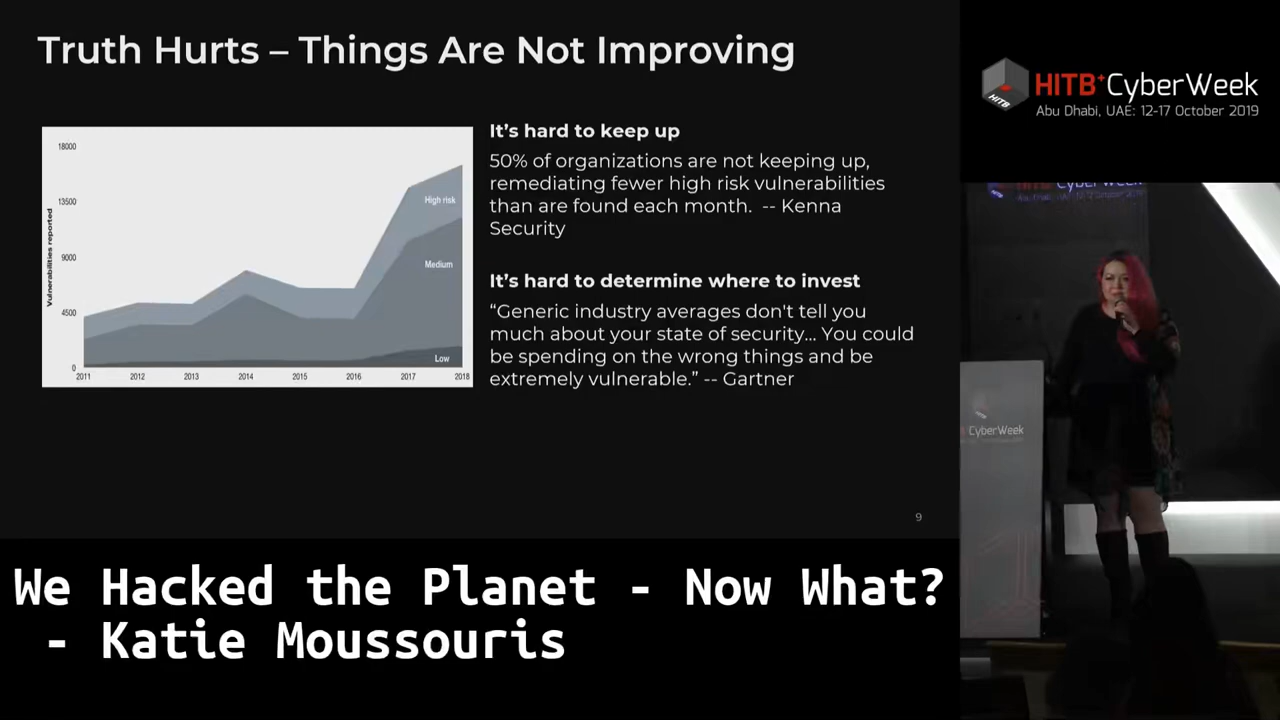 Truth Hurts – Things Are Not Improving
18000
13500
9000
4500
0
Vulnerabilities reported
High risk
Medium
Low
2011 2012 2013 2014 2015 2016 2017 2018
It's hard to keep up
50% of organizations are not keeping up,
remediating fewer high risk vulnerabilities
than are found each month. -- Kenna
Security
It's hard to determine where to invest
“Generic industry averages don't tell you
much about your state of security... You could
be spending on the wrong things and be
extremely vulnerable.” -- Gartner
9
HITB+CyberWeek
Abu Dhabi, UAE: 12-17 October 2019
HITB
CyberWeek
CyberWeek
We Hacked the Planet - Now What?
- Katie Moussouris